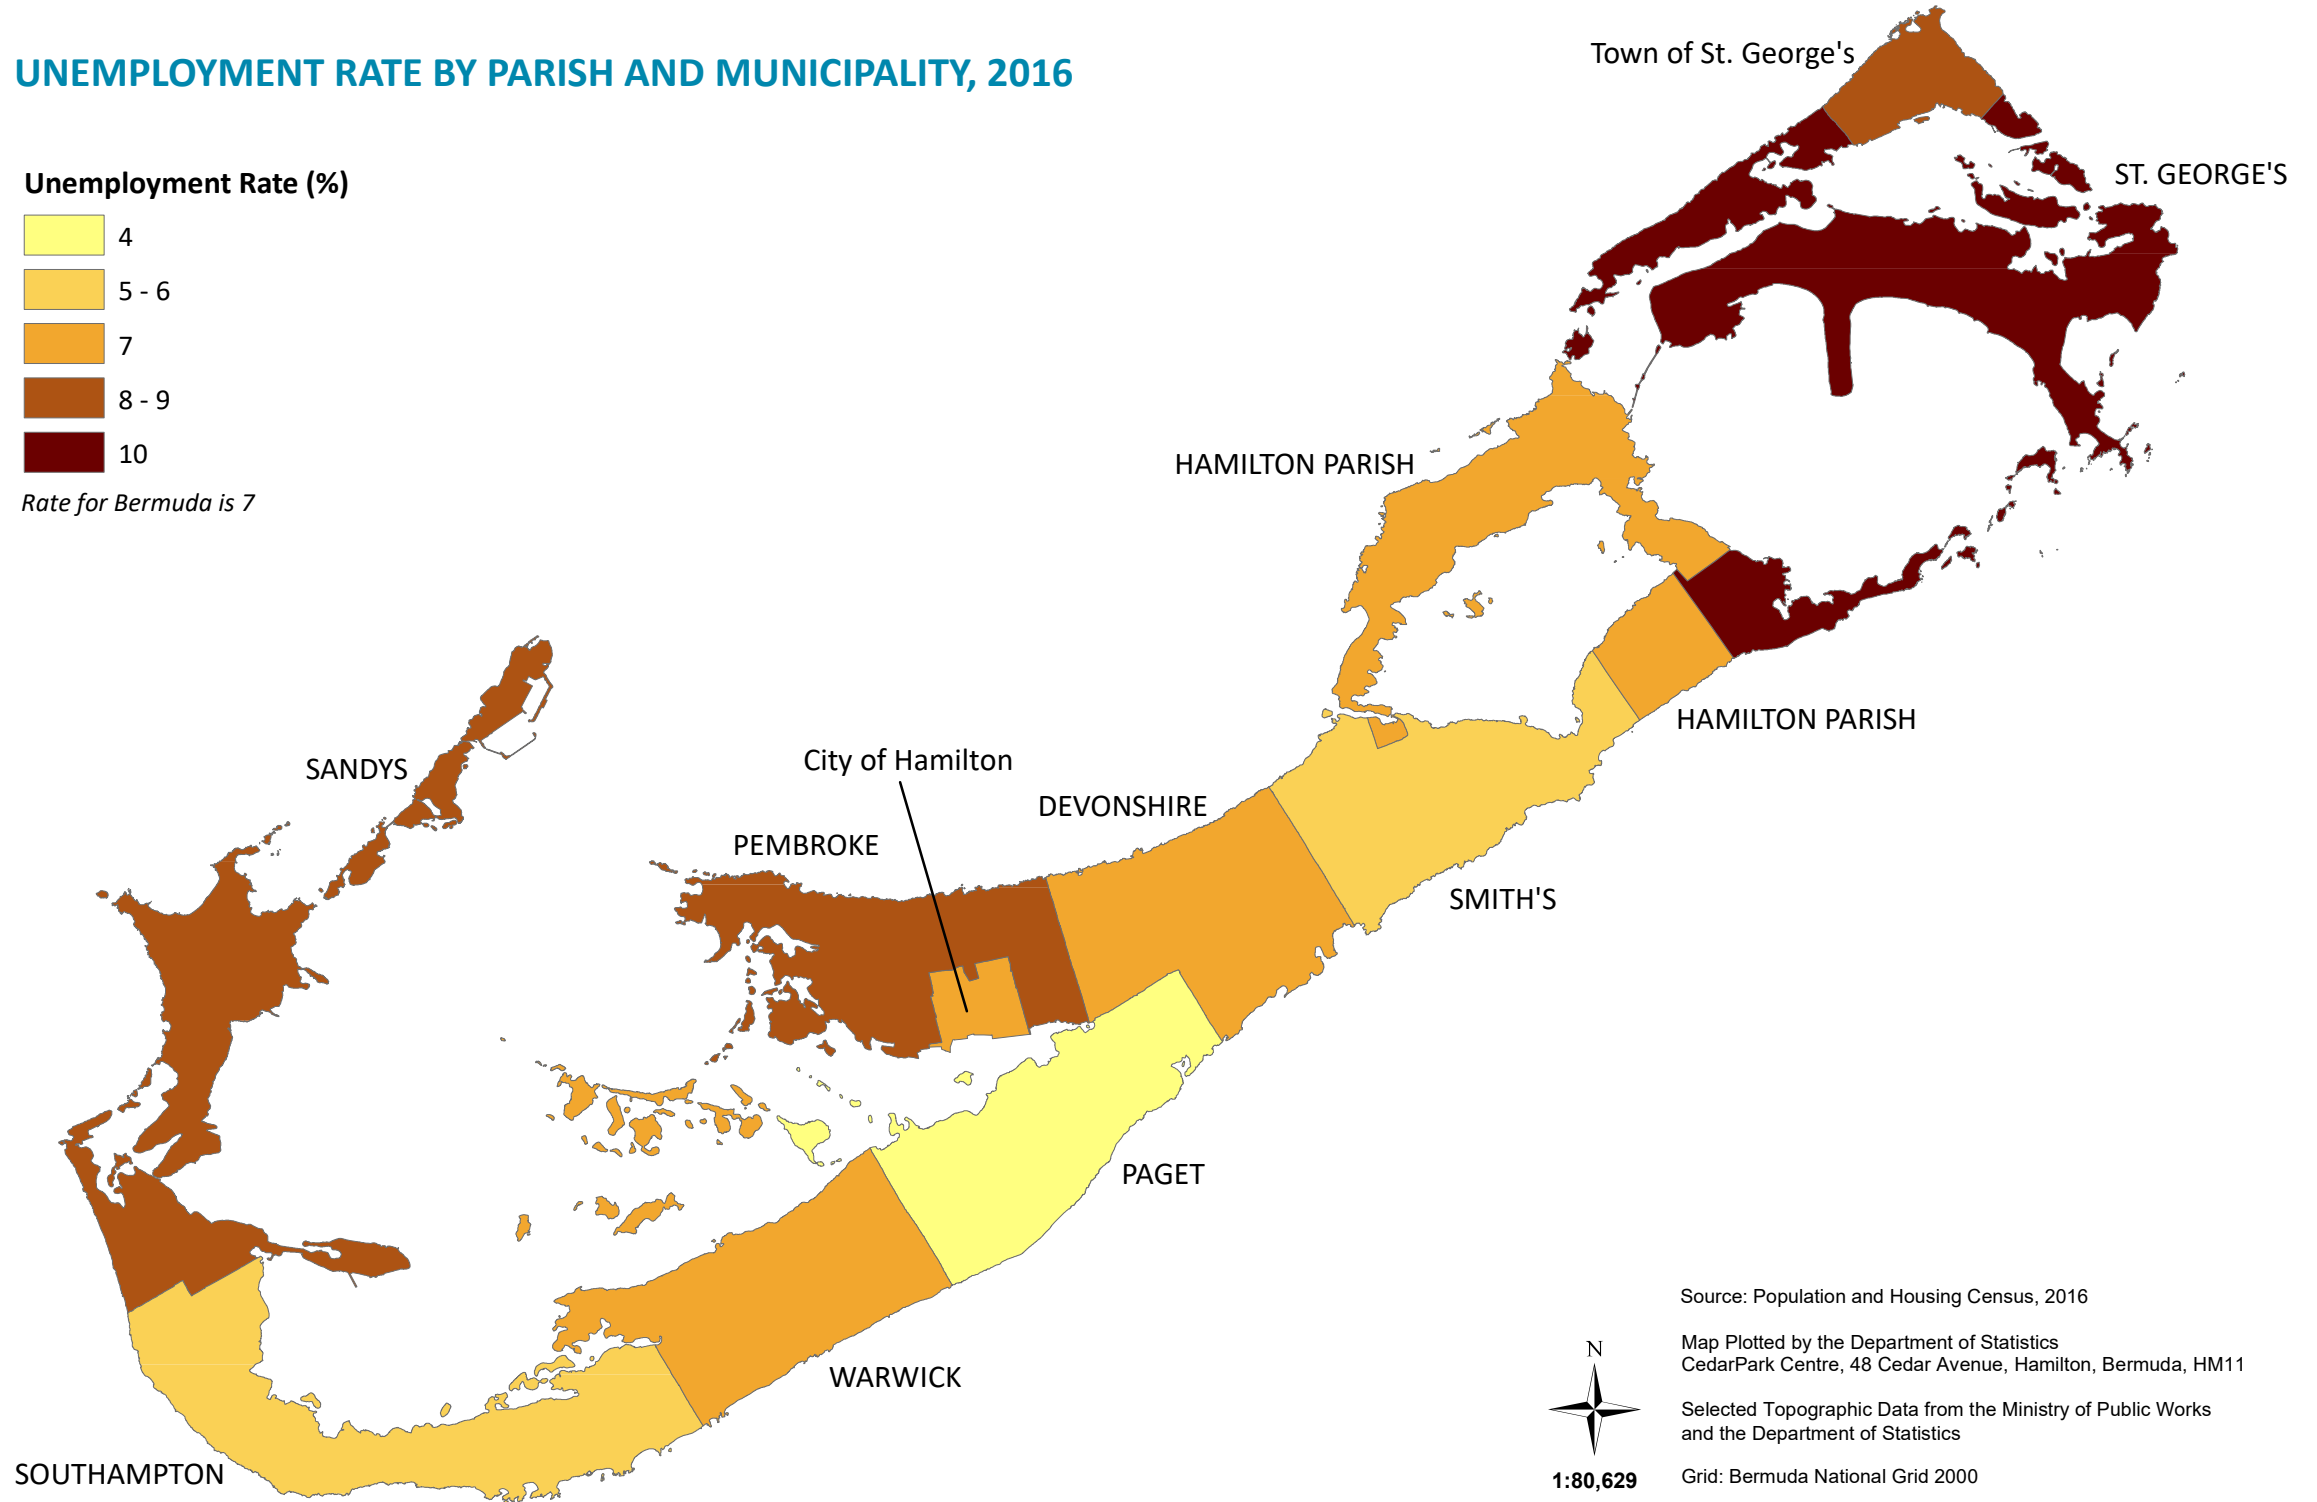 UNEMPLOYMENT RATE BY PARISH AND MUNICIPALITY, 2016
Unemployment Rate (%)
4
5 - 6
7
8 - 9
10
Rate for Bermuda is 7
Town of St. George's
ST. GEORGE'S
HAMILTON PARISH
HAMILTON PARISH
SANDYS
City of Hamilton
DEVONSHIRE
PEMBROKE
SMITH'S
PAGET
WARWICK
SOUTHAMPTON
Source: Population and Housing Census, 2016
Map Plotted by the Department of Statistics
CedarPark Centre, 48 Cedar Avenue, Hamilton, Bermuda, HM11
Selected Topographic Data from the Ministry of Public Works
and the Department of Statistics
Grid: Bermuda National Grid 2000
N
1:80,629